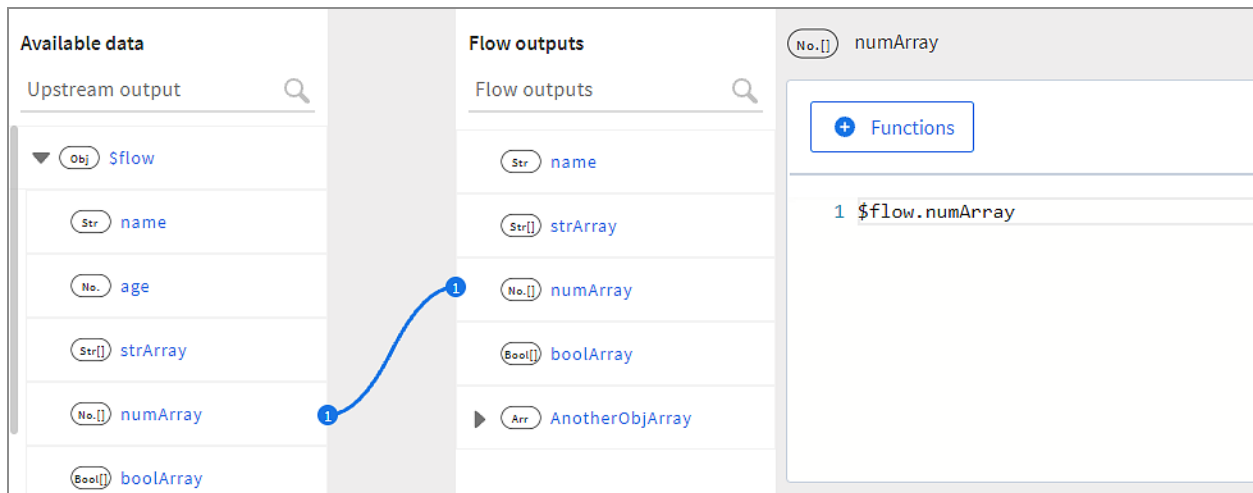 Available data
Upstream output
Obj $flow
Str name
No. age
Str[] strArray
No.[] numArray
1
Bool[] boolArray
Flow outputs
Flow outputs
Str name
Str[] strArray
1
No.[] numArray
Bool[] boolArray
Arr AnotherObjArray
No.[] numArray
Functions
1 $flow.numArray